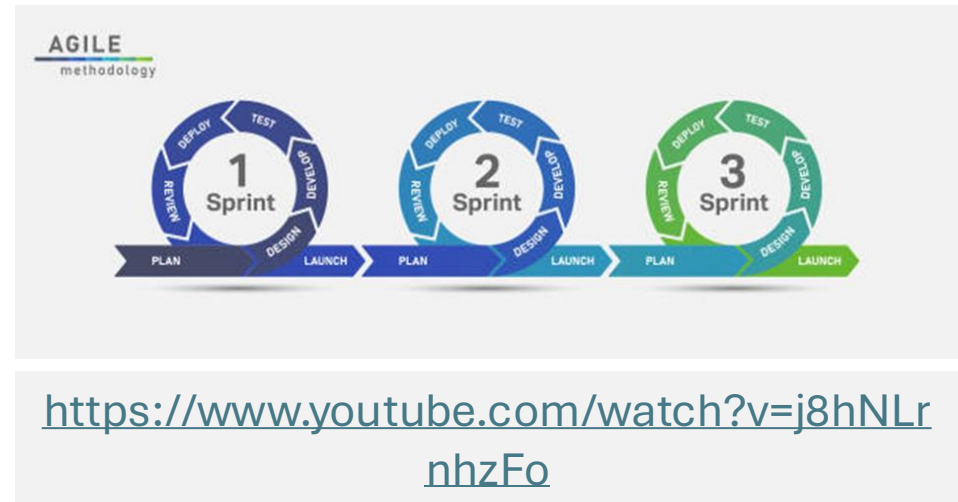 AGILE
methodology
DEPLOY
TEST
REVIEW
DEVELOP
1
Sprint
DESIGN
PLAN
LAUNCH
DEPLOY
TEST
REVIEW
DEVELOP
2
Sprint
DESIGN
PLAN
LAUNCH
DEPLOY
TEST
REVIEW
DEVELOP
3
Sprint
DESIGN
PLAN
LAUNCH
https://www.youtube.com/watch?v=j8hNLr
nhzFo